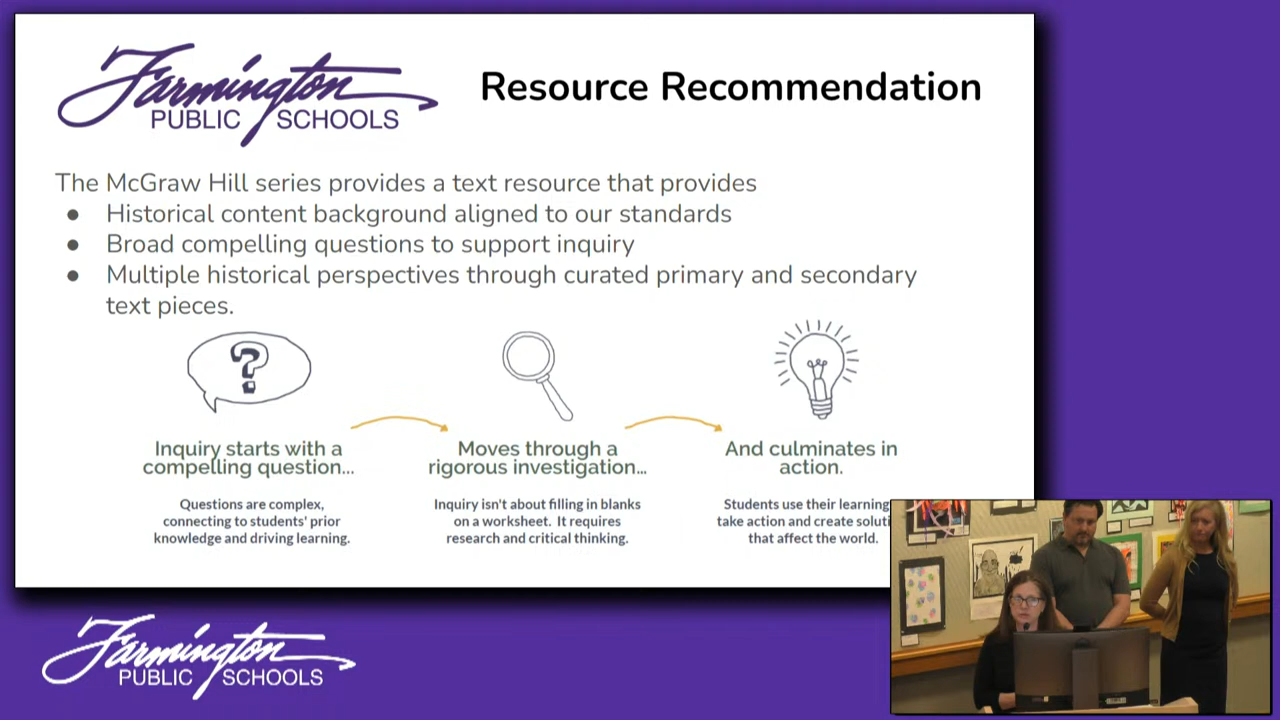 Farmington
PUBLIC SCHOOLS
Resource Recommendation
The McGraw Hill series provides a text resource that provides
● Historical content background aligned to our standards
● Broad compelling questions to support inquiry
● Multiple historical perspectives through curated primary and secondary
text pieces.
?
Inquiry starts with a
compelling question...
Questions are complex,
connecting to students' prior
knowledge and driving learning.
Moves through a
rigorous investigation...
Inquiry isn't about filling in blanks
on a worksheet. It requires
research and critical thinking.
And culminates in
action.
Students use their learning
take action and create soluti
that affect the world.
Farmington
PUBLIC SCHOOLS